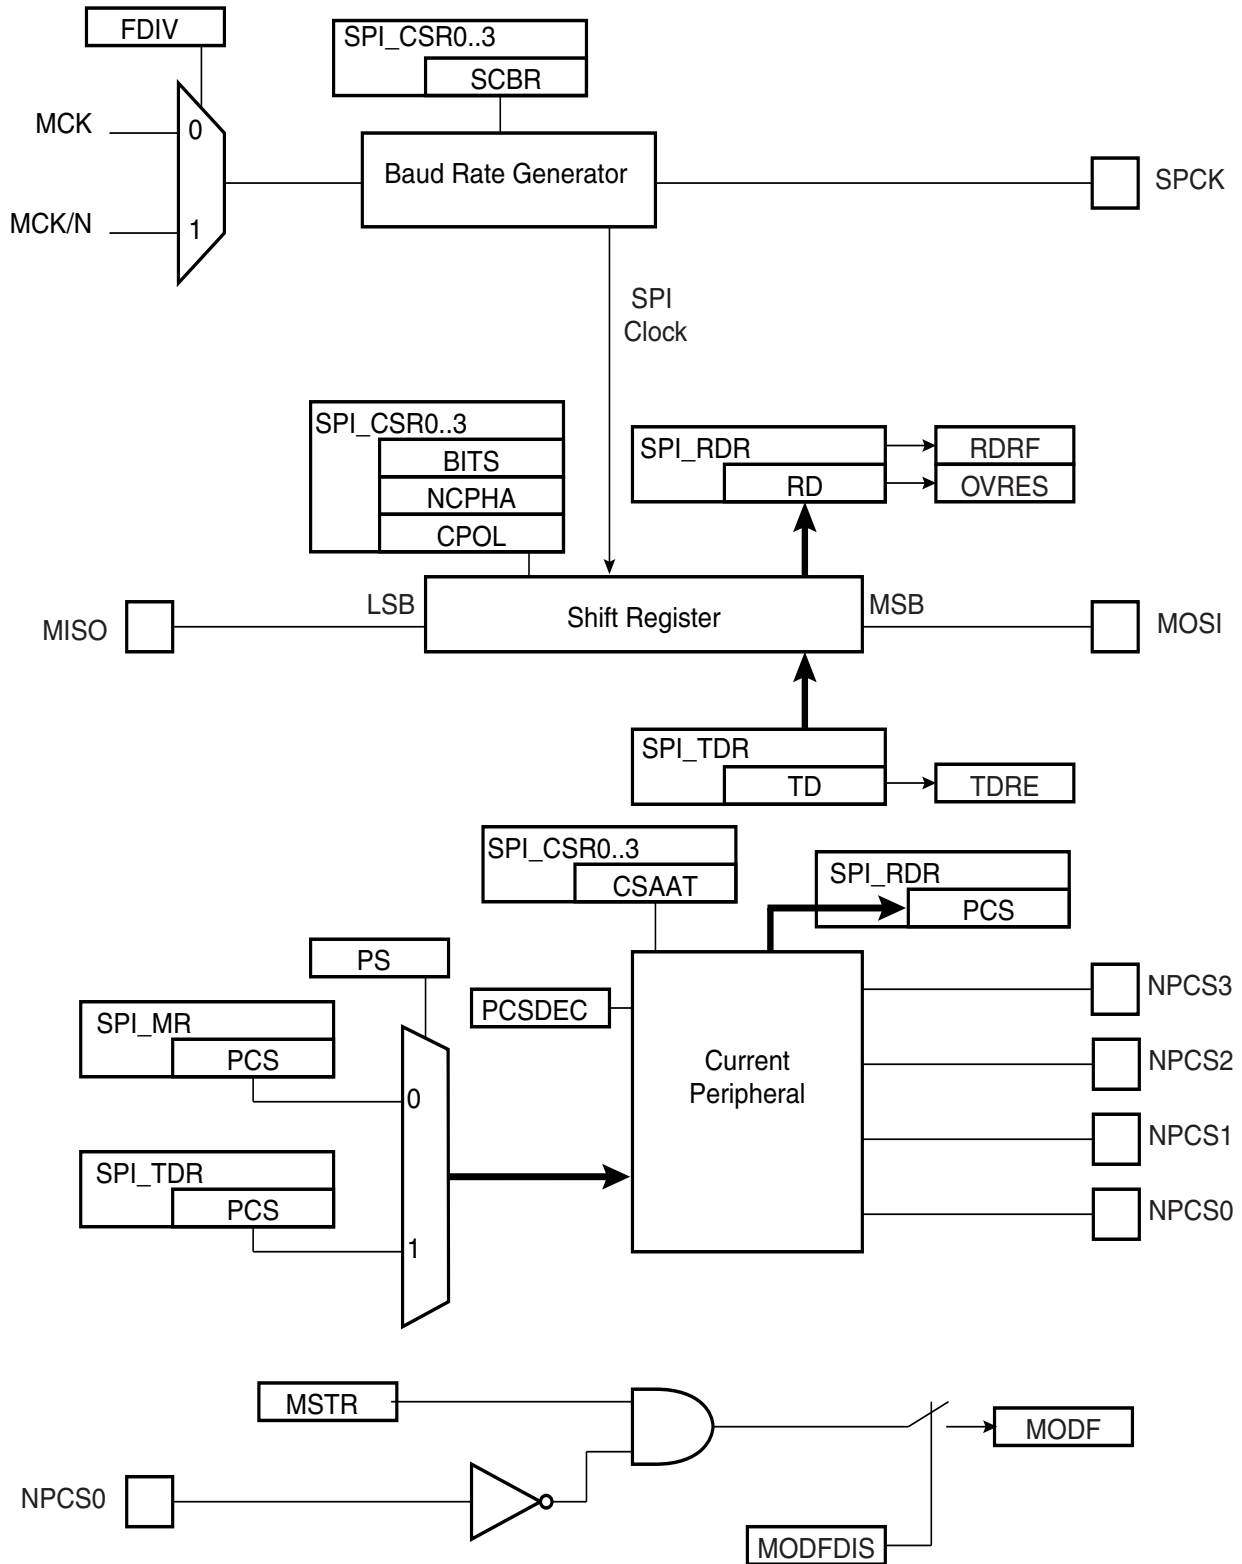 FDIV
SPI_CSR0..3
SCBR
MCK
0
Baud Rate Generator
SPCK
MCK/N
1
SPI
Clock
SPI_CSR0..3
BITS
NCPHA
CPOL
SPI_RDR
RD
RDRF
OVRES
LSB
MSB
MISO
Shift Register
MOSI
SPI_TDR
TD
TDRE
SPI_CSR0..3
CSAAT
SPI_RDR
PCS
PS
NPCS3
SPI_MR
PCS
PCSDEC
Current
Peripheral
NPCS2
0
NPCS1
SPI_TDR
PCS
NPCS0
1
MSTR
MODF
NPCS0
MODFDIS